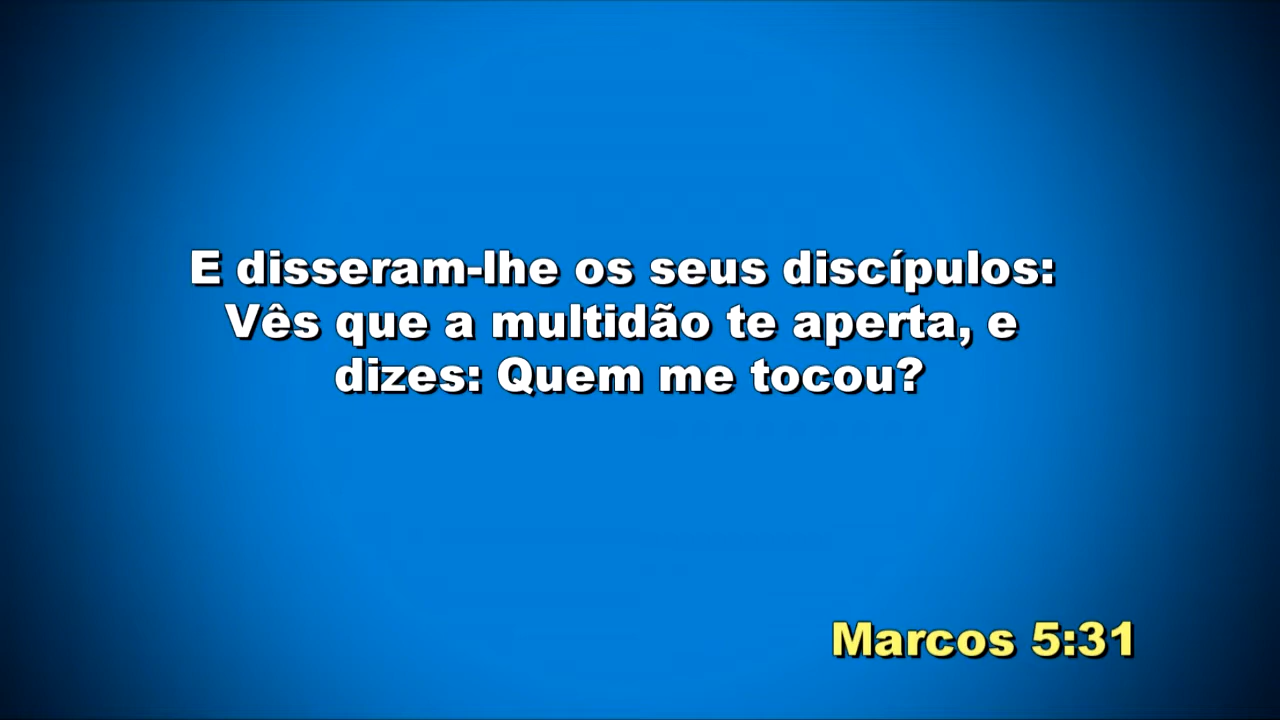 E disseram-lhe os seus discípulos:
Vês que a multidão te aperta, e
dizes: Quem me tocou?
Marcos 5:31